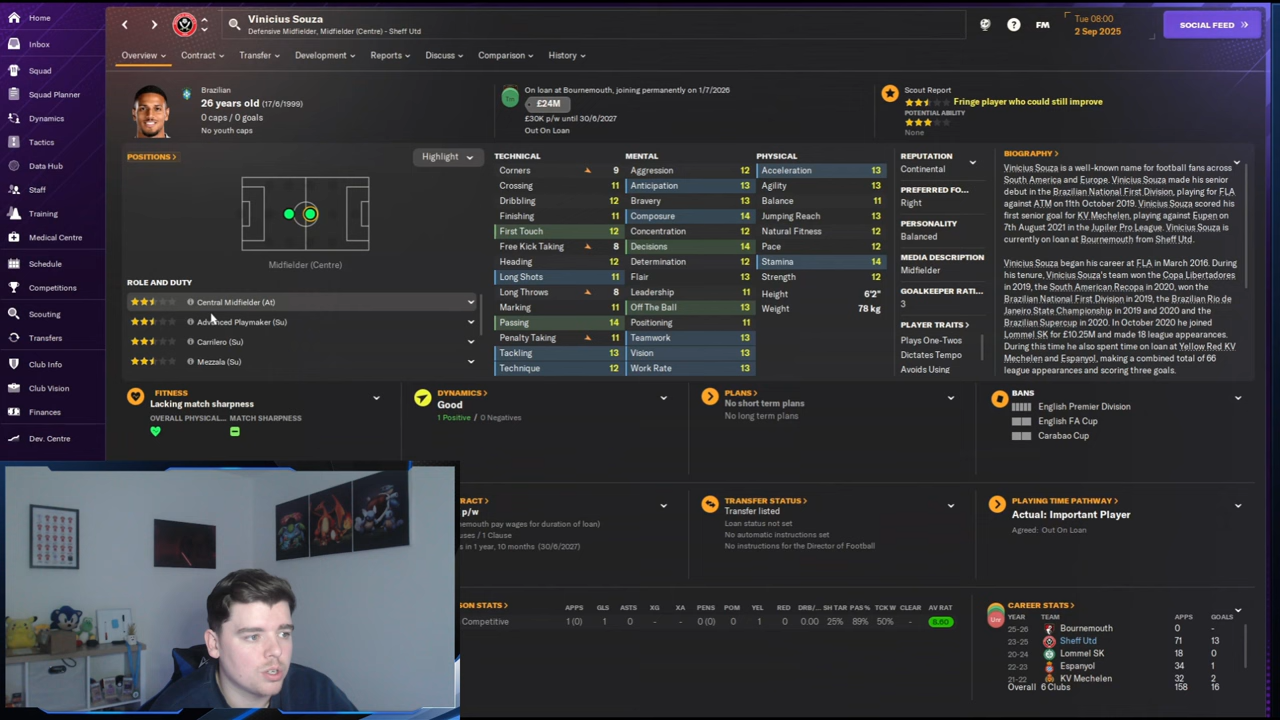 Home
Inbox
Squad
Squad Planner
Dynamics
Tactics
Data Hub
Staff
Training
Medical Centre
Schedule
Competitions
Scouting
Transfers
Club Info
Club Vision
Finances
Dev. Centre
Vinicius Souza
Defensive Midfielder, Midfielder (Centre) - Sheff Utd
FM
Tue 08:00
2 Sep 2025
SOCIAL FEED
Overview
Contract
Transfer
Development
Reports
Discuss
Comparison
History
Brazilian
26 years old (17/6/1999)
0 caps / 0 goals
No youth caps
On loan at Bournemouth, joining permanently on 1/7/2026
£24M
£30K p/w until 30/6/2027
Out On Loan
Scout Report
Fringe player who could still improve
POTENTIAL ABILITY
None
POSITIONS >
Highlight
Midfielder (Centre)
ROLE AND DUTY
Central Midfielder (At)
Advanced Playmaker (Su)
Carrilero (Su)
Mezzala (Su)
TECHNICAL
Corners 9
Crossing 11
Dribbling 12
Finishing 11
First Touch 12
Free Kick Taking 8
Heading 12
Long Shots 11
Long Throws 8
Marking 11
Passing 14
Penalty Taking 11
Tackling 13
Technique 12
MENTAL
Aggression 12
Anticipation 13
Bravery 13
Composure 14
Concentration 12
Decisions 14
Determination 12
Flair 13
Leadership 11
Off The Ball 13
Positioning 11
Teamwork 13
Vision 13
Work Rate 13
PHYSICAL
Acceleration 13
Agility 13
Balance 11
Jumping Reach 13
Natural Fitness 12
Pace 12
Stamina 14
Strength 12
Height 6'2"
Weight 78 kg
REPUTATION
Continental
PREFERRED FO...
Right
PERSONALITY
Balanced
MEDIA DESCRIPTION
Midfielder
GOALKEEPER RATI...
3
PLAYER TRAITS >
Plays One-Twos
Dictates Tempo
Avoids Using
BIOGRAPHY >
Vinicius Souza is a well-known name for football fans across
South America and Europe. Vinicius Souza made his senior
debut in the Brazilian National First Division, playing for FLA
against ATM on 11th October 2019. Vinicius Souza scored his
first senior goal for KV Mechelen, playing against Eupen on
7th August 2021 in the Jupiler Pro League. Vinicius Souza is
currently on loan at Bournemouth from Sheff Utd.
Vinicius Souza began his career at FLA in March 2016. During
his tenure, Vinicius Souza's team won the Copa Libertadores
in 2019, the South American Recopa in 2020, won the
Brazilian National First Division in 2019, the Brazilian Rio de
Janeiro State Championship in 2019 and 2020 and the
Brazilian Supercup in 2020. In October 2020 he joined
Lommel SK for £10.25M and made 18 league appearances.
During this time he also spent time on loan at Yellow Red KV
Mechelen and Espanyol, making a combined total of 66
league appearances and scoring three goals.
FITNESS
Lacking match sharpness
OVERALL PHYSICAL... MATCH SHARPNESS
DYNAMICS >
Good
1 Positive / 0 Negatives
PLANS >
No short term plans
No long term plans
BANS
English Premier Division
English FA Cup
Carabao Cup
RACT >
p/w
nemouth pay wages for duration of loan)
uses / 1 Clause
s in 1 year, 10 months (30/6/2027)
TRANSFER STATUS >
Transfer listed
Loan status not set
No automatic instructions set
No instructions for the Director of Football
PLAYING TIME PATHWAY >
Actual: Important Player
Agreed: Out On Loan
SON STATS >
APPS GLS ASTS XG XA PENS POM YEL RED DRB/... SH TAR PAS% TCK W CLEAR AV RAT
Competitive 1 (0) 1 0 - - 0 (0) 0 1 0 0.00 25% 89% 50% - 8.60
CAREER STATS >
YEAR TEAM APPS GOALS
25-26 Bournemouth 0 -
23-25 Sheff Utd 71 13
20-24 Lommel SK 18 0
22-23 Espanyol 34 1
21-22 KV Mechelen 32 2
Overall 6 Clubs 158 16